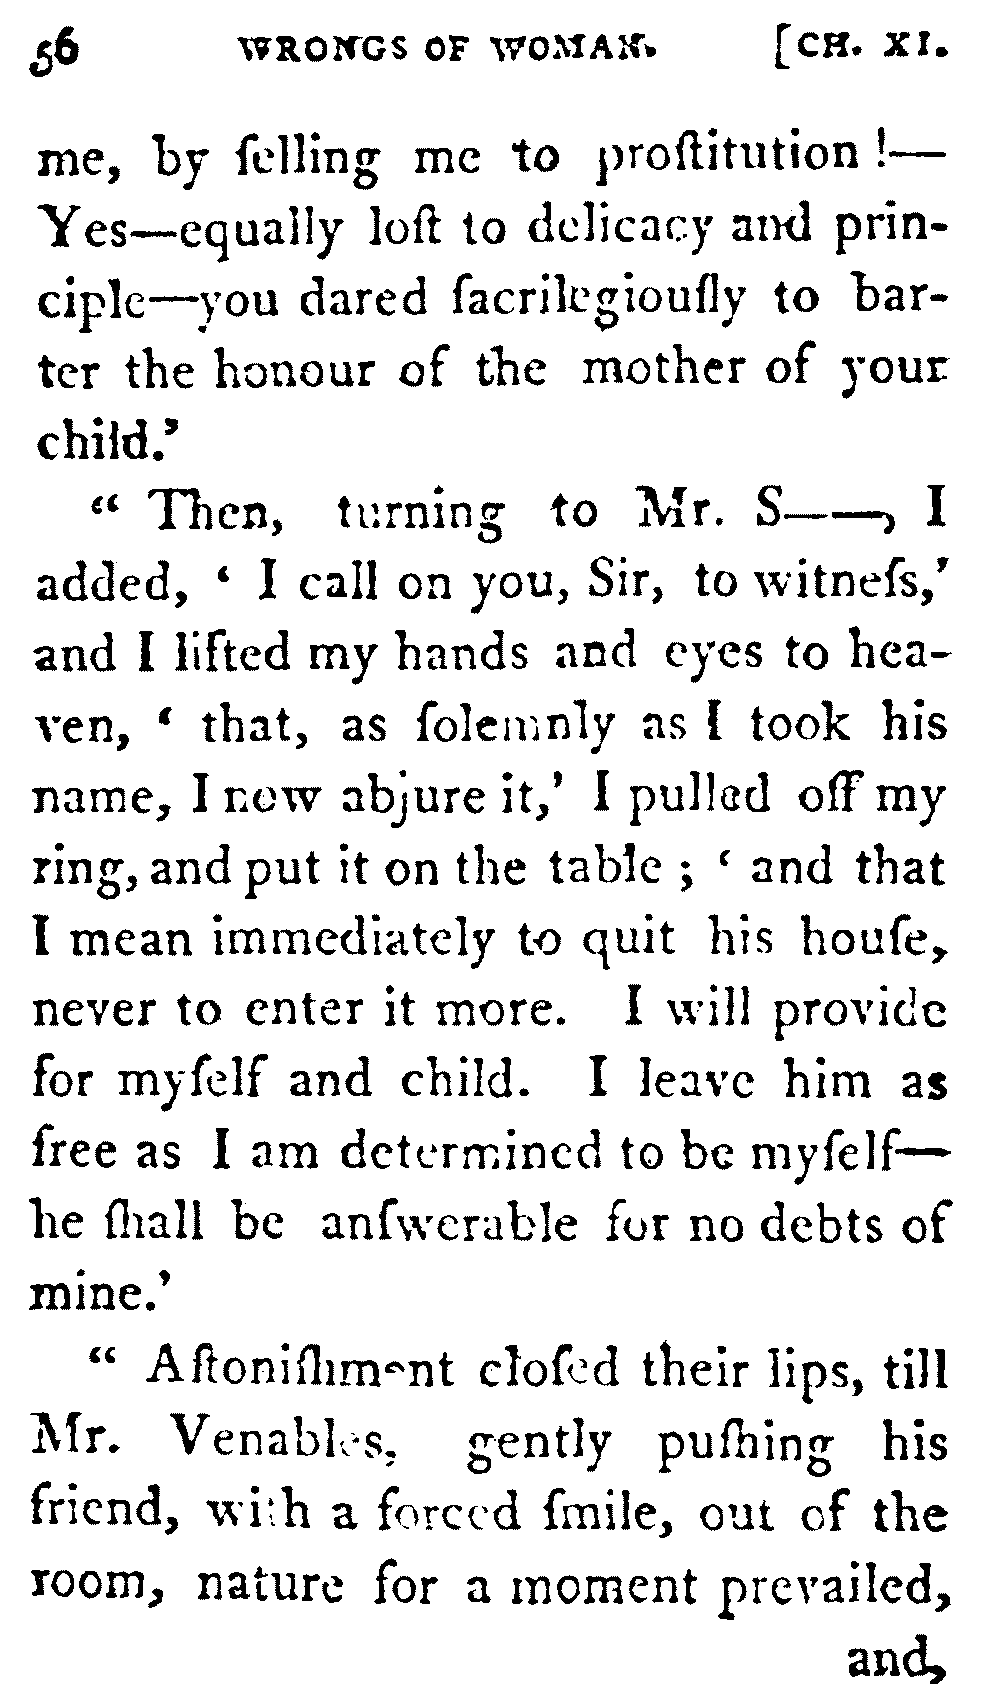 56 WRONGS OF WOMAN. [CH. XI.
me, by ſelling me to proſtitution !—
Yes—equally loſt to delicacy and prin-
ciple—you dared ſacrilegiouſly to bar-
ter the honour of the mother of your
child.’
“ Then, turning to Mr. S——, I
added, ‘ I call on you, Sir, to witneſs,’
and I lifted my hands and eyes to hea-
ven, ‘ that, as ſolemnly as I took his
name, I now abjure it,’ I pulled off my
ring, and put it on the table ; ‘ and that
I mean immediately to quit his houſe,
never to enter it more. I will provide
for myſelf and child. I leave him as
free as I am determined to be myſelf—
he ſhall be anſwerable for no debts of
mine.’
“ Aſtoniſhment cloſed their lips, till
Mr. Venables, gently puſhing his
friend, with a forced ſmile, out of the
room, nature for a moment prevailed,
and,